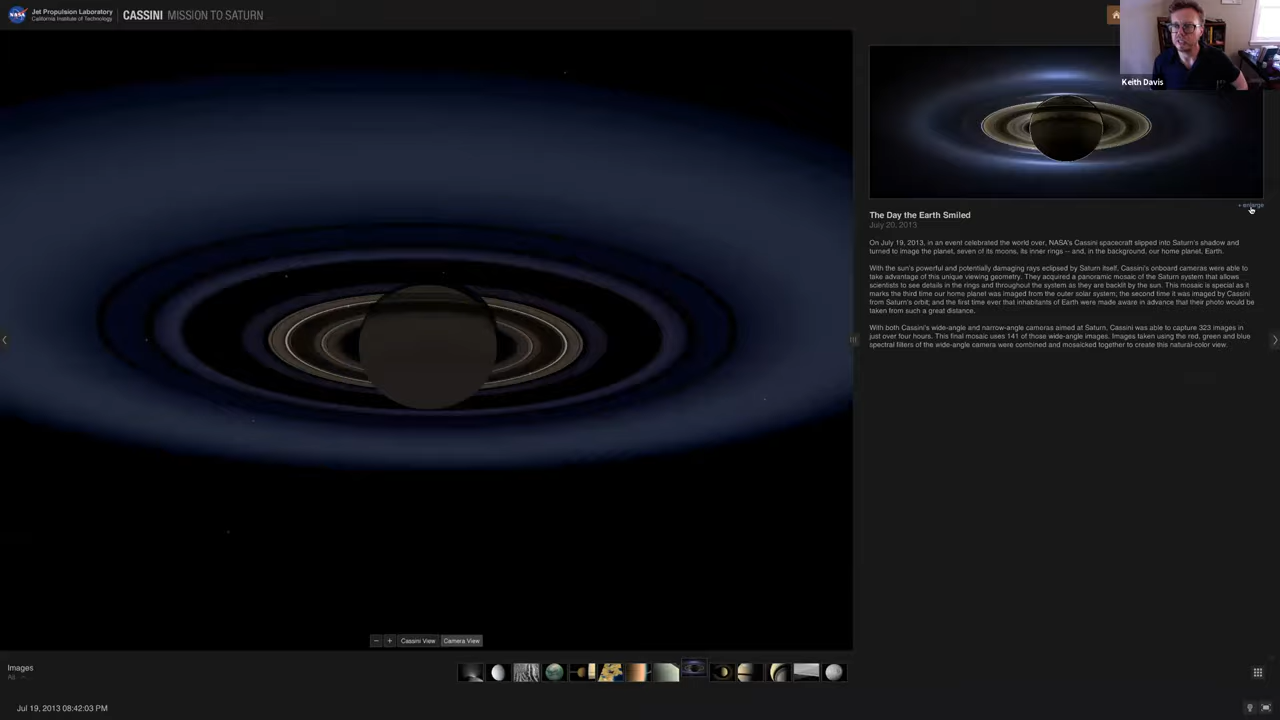 NASA
Jet Propulsion Laboratory
California Institute of Technology
CASSINI MISSION TO SATURN
Keith Davis
+ enlarge
The Day the Earth Smiled
July 20, 2013
On July 19, 2013, in an event celebrated the world over, NASA's Cassini spacecraft slipped into Saturn's shadow and
turned to image the planet, seven of its moons, its inner rings -- and, in the background, our home planet, Earth.
With the sun's powerful and potentially damaging rays eclipsed by Saturn itself, Cassini's onboard cameras were able to
take advantage of this unique viewing geometry. They acquired a panoramic mosaic of the Saturn system that allows
scientists to see details in the rings and throughout the system as they are backlit by the sun. This mosaic is special as it
marks the third time our home planet was imaged from the outer solar system; the second time it was imaged by Cassini
from Saturn's orbit; and the first time ever that inhabitants of Earth were made aware in advance that their photo would be
taken from such a great distance.
With both Cassini's wide-angle and narrow-angle cameras aimed at Saturn, Cassini was able to capture 323 images in
just over four hours. This final mosaic uses 141 of those wide-angle images. Images taken using the red, green and blue
spectral filters of the wide-angle camera were combined and mosaicked together to create this natural-color view.
− + Cassini View Camera View
Images
All
Jul 19, 2013 08:42:03 PM